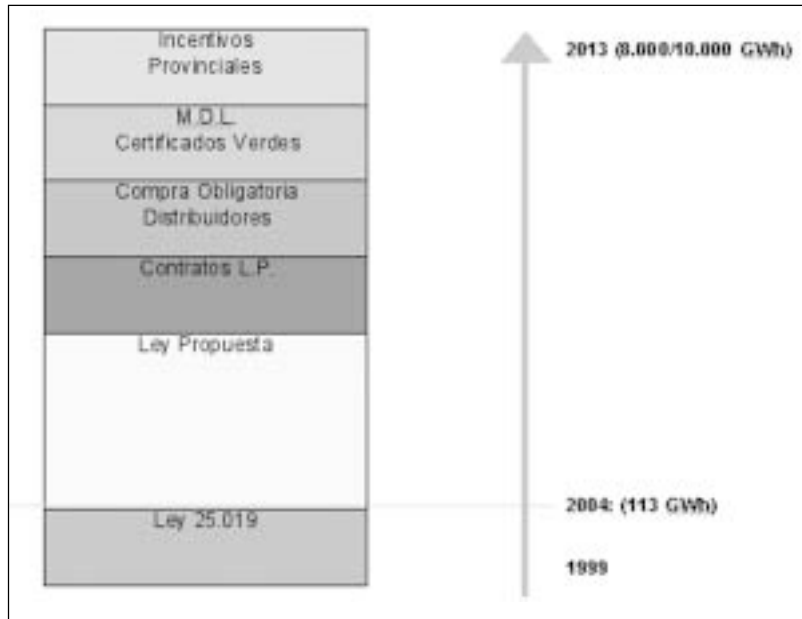 Incentivos
Provinciales
M.D.L.
Certificados Verdes
Compra Obligatoria
Distribuidores
Contratos L.P.
Ley Propuesta
Ley 25.019
2013 (8.000/10.000 GWh)
2004: (113 GWh)
1999